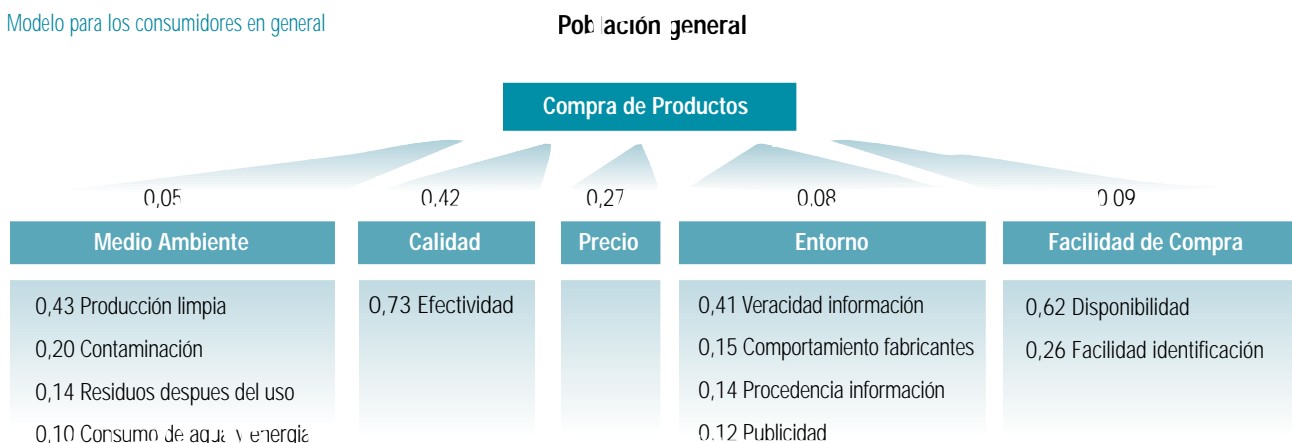 Modelo para los consumidores en general
Población general
Compra de Productos
0,05
0,42
0,27
0,08
0,09
Medio Ambiente
Calidad
Precio
Entorno
Facilidad de Compra
0,43 Producción limpia
0,20 Contaminación
0,14 Residuos despues del uso
0,10 Consumo de agua y energia
0,73 Efectividad
0,41 Veracidad información
0,15 Comportamiento fabricantes
0,14 Procedencia información
0,12 Publicidad
0,62 Disponibilidad
0,26 Facilidad identificación